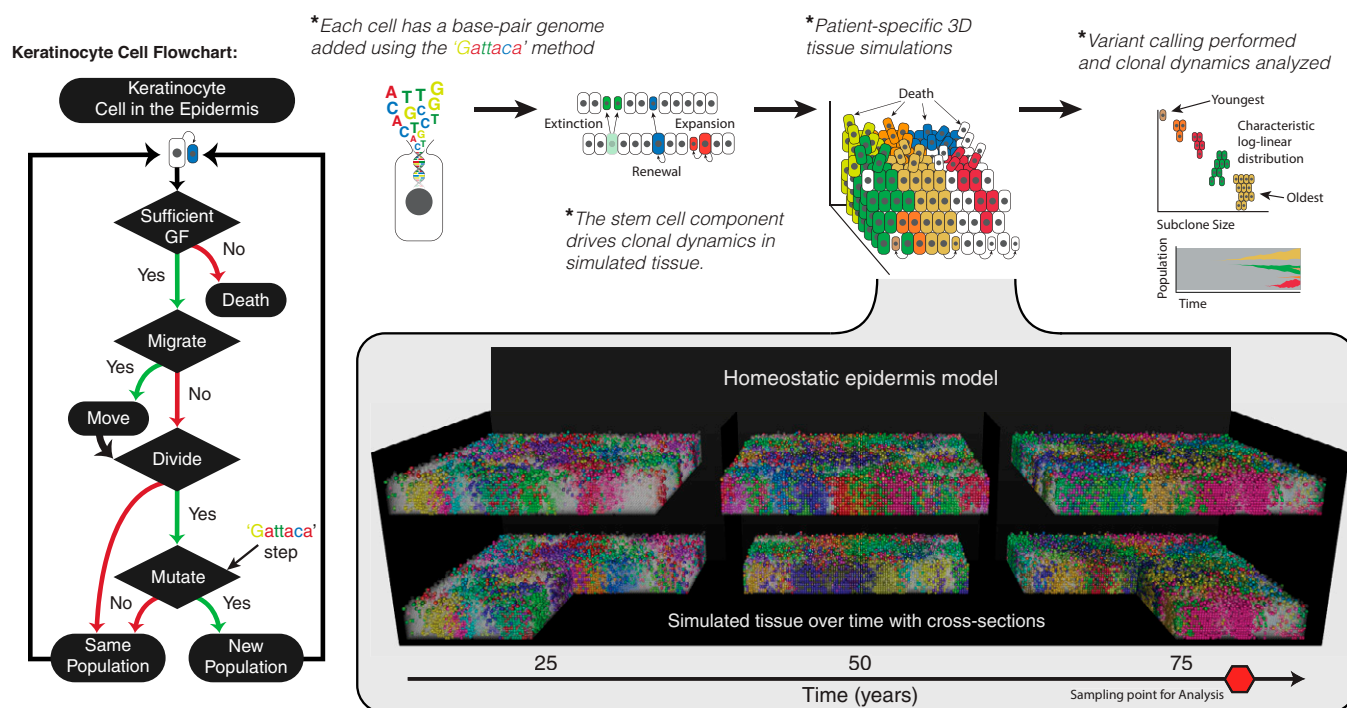 Keratinocyte Cell Flowchart:
Keratinocyte
Cell in the Epidermis
Sufficient
GF
No
Yes
Death
Migrate
Yes
No
Move
Divide
Yes
'Gattaca'
step
Mutate
No
Yes
Same
Population
New
Population
*Each cell has a base-pair genome
added using the 'Gattaca' method
A T T G
C C G
A T G C G T
C A C T G
A C T
Extinction
Expansion
Renewal
*The stem cell component
drives clonal dynamics in
simulated tissue.
*Patient-specific 3D
tissue simulations
Death
*Variant calling performed
and clonal dynamics analyzed
Youngest
Characteristic
log-linear
distribution
Oldest
Subclone Size
Population
Time
Homeostatic epidermis model
Simulated tissue over time with cross-sections
25
50
75
Time (years)
Sampling point for Analysis